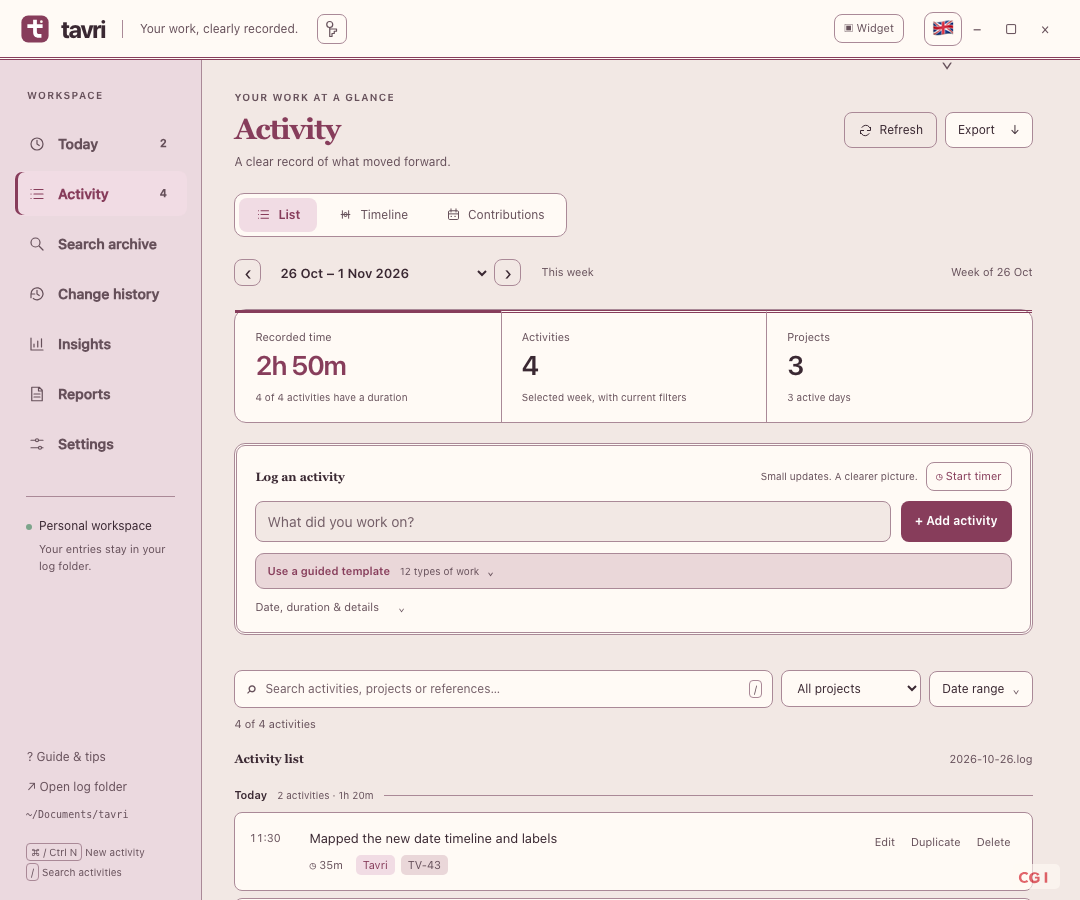 tavri
Your work, clearly recorded.
Widget
WORKSPACE
Today 2
Activity 4
Search archive
Change history
Insights
Reports
Settings
Personal workspace
Your entries stay in your
log folder.
? Guide & tips
↗ Open log folder
~/Documents/tavri
⌘ / Ctrl N New activity
/ Search activities
YOUR WORK AT A GLANCE
Activity
A clear record of what moved forward.
Refresh
Export ↓
List
Timeline
Contributions
26 Oct – 1 Nov 2026
This week
Week of 26 Oct
Recorded time
2h 50m
4 of 4 activities have a duration
Activities
4
Selected week, with current filters
Projects
3
3 active days
Log an activity
Small updates. A clearer picture.
Start timer
What did you work on?
+ Add activity
Use a guided template 12 types of work
Date, duration & details
Search activities, projects or references...
/
All projects
Date range
4 of 4 activities
Activity list
2026-10-26.log
Today 2 activities · 1h 20m
11:30
Mapped the new date timeline and labels
35m Tavri TV-43
Edit Duplicate Delete
CGI